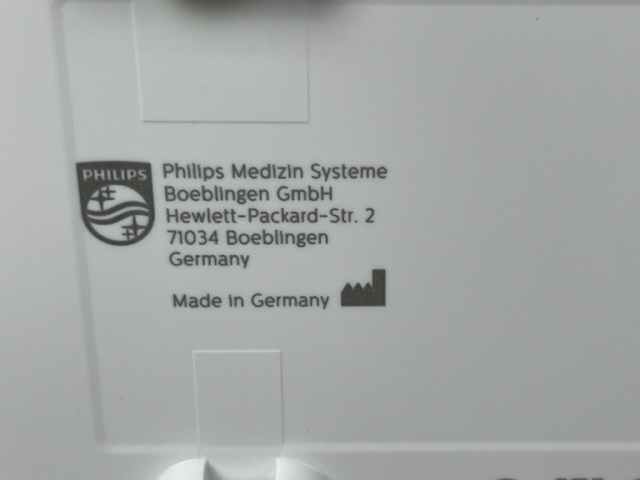 PHILIPS
Philips Medizin Systeme
Boeblingen GmbH
Hewlett-Packard-Str. 2
71034 Boeblingen
Germany
Made in Germany